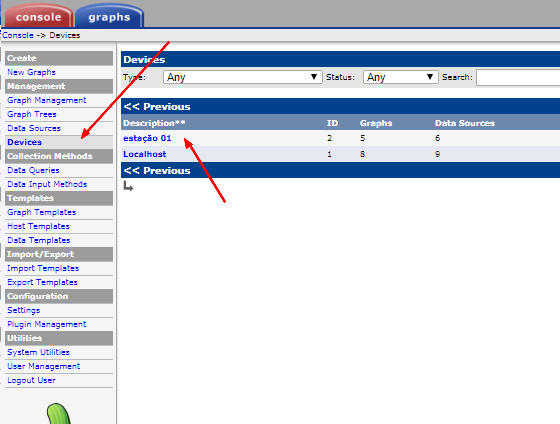 console graphs
Console -> Devices
Create
New Graphs
Management
Graph Management
Graph Trees
Data Sources
Devices
Collection Methods
Data Queries
Data Input Methods
Templates
Graph Templates
Host Templates
Data Templates
Import/Export
Import Templates
Export Templates
Configuration
Settings
Plugin Management
Utilities
System Utilities
User Management
Logout User
Devices
Type: Any Status: Any Search:
<< Previous
Description** ID Graphs Data Sources
estação 01 2 5 6
Localhost 1 8 9
<< Previous